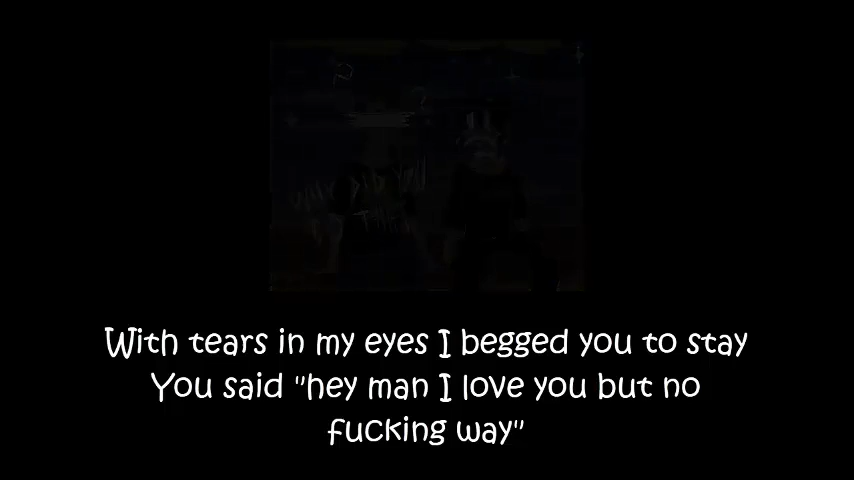 With tears in my eyes I begged you to stay
You said "hey man I love you but no
fucking way"